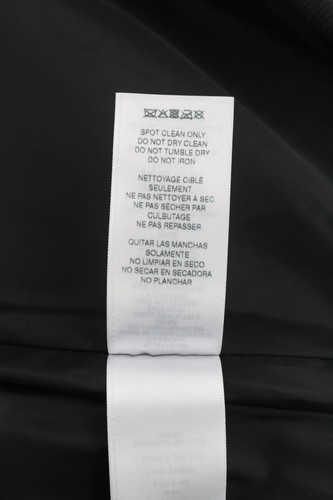 SPOT CLEAN ONLY
DO NOT DRY CLEAN
DO NOT TUMBLE DRY
DO NOT IRON
NETTOYAGE CIBLÉ
SEULEMENT
NE PAS NETTOYER À SEC
NE PAS SÉCHER PAR
CULBUTAGE
NE PAS REPASSER
QUITAR LAS MANCHAS
SOLAMENTE
NO LIMPIAR EN SECO
NO SECAR EN SECADORA
NO PLANCHAR